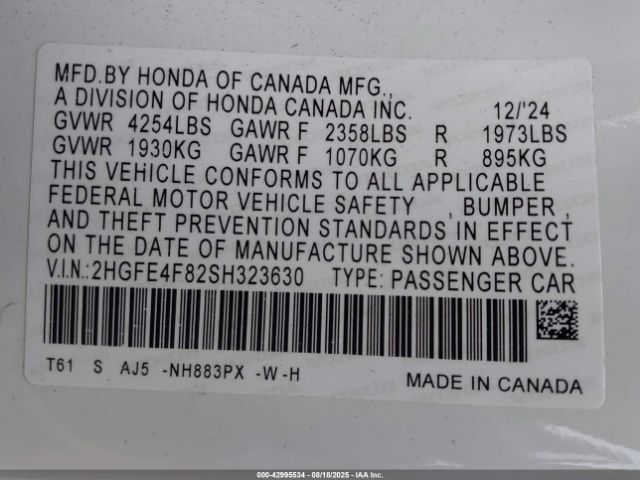 MFD.BY HONDA OF CANADA MFG.,
A DIVISION OF HONDA CANADA INC. 12/'24
GVWR 4254LBS GAWR F 2358LBS R 1973LBS
GVWR 1930KG GAWR F 1070KG R 895KG
THIS VEHICLE CONFORMS TO ALL APPLICABLE
FEDERAL MOTOR VEHICLE SAFETY , BUMPER ,
AND THEFT PREVENTION STANDARDS IN EFFECT
ON THE DATE OF MANUFACTURE SHOWN ABOVE.
V.I.N.:2HGFE4F82SH323630 TYPE: PASSENGER CAR
T61 S AJ5 -NH883PX -W-H
MADE IN CANADA
000-42995534 - 08/18/2025 - IAA Inc.